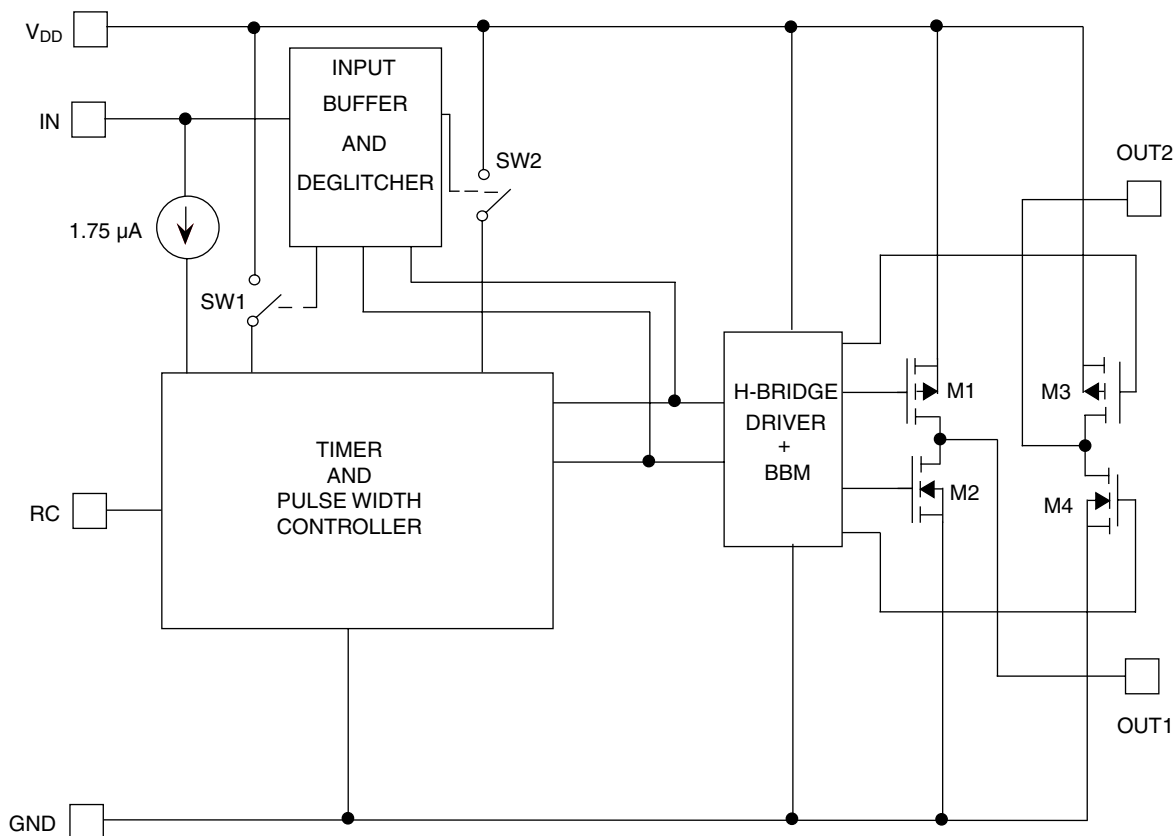 VDD
INPUT
BUFFER
AND
DEGLITCHER
IN
SW2
OUT2
1.75 µA
SW1
H-BRIDGE
DRIVER
+
BBM
M1
M3
TIMER
AND
PULSE WIDTH
CONTROLLER
M2
M4
RC
OUT1
GND